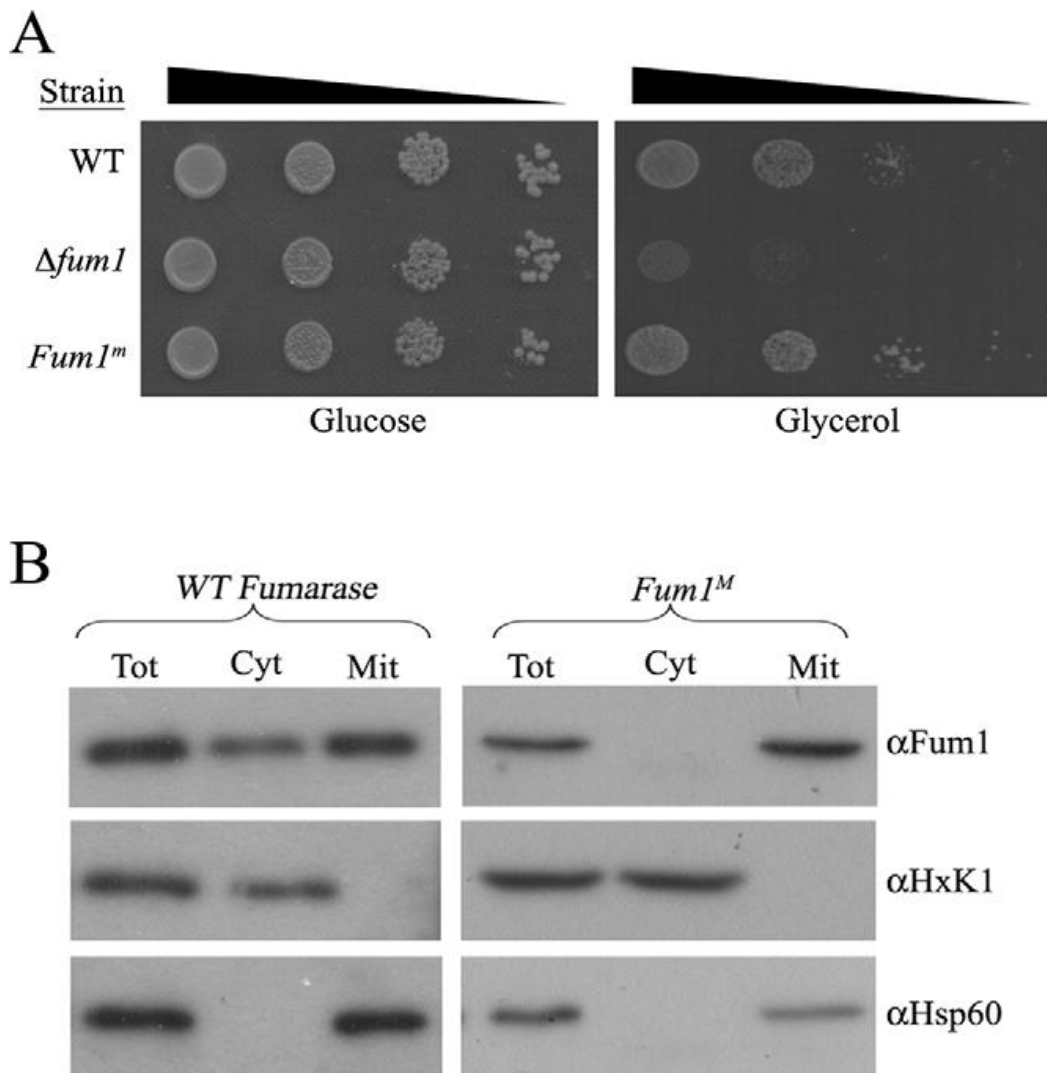 A
Strain
WT
Δfum1
Fum1ᵐ
Glucose
Glycerol
B
WT Fumarase
Fum1ᴹ
Tot Cyt Mit
Tot Cyt Mit
αFum1
αHxK1
αHsp60